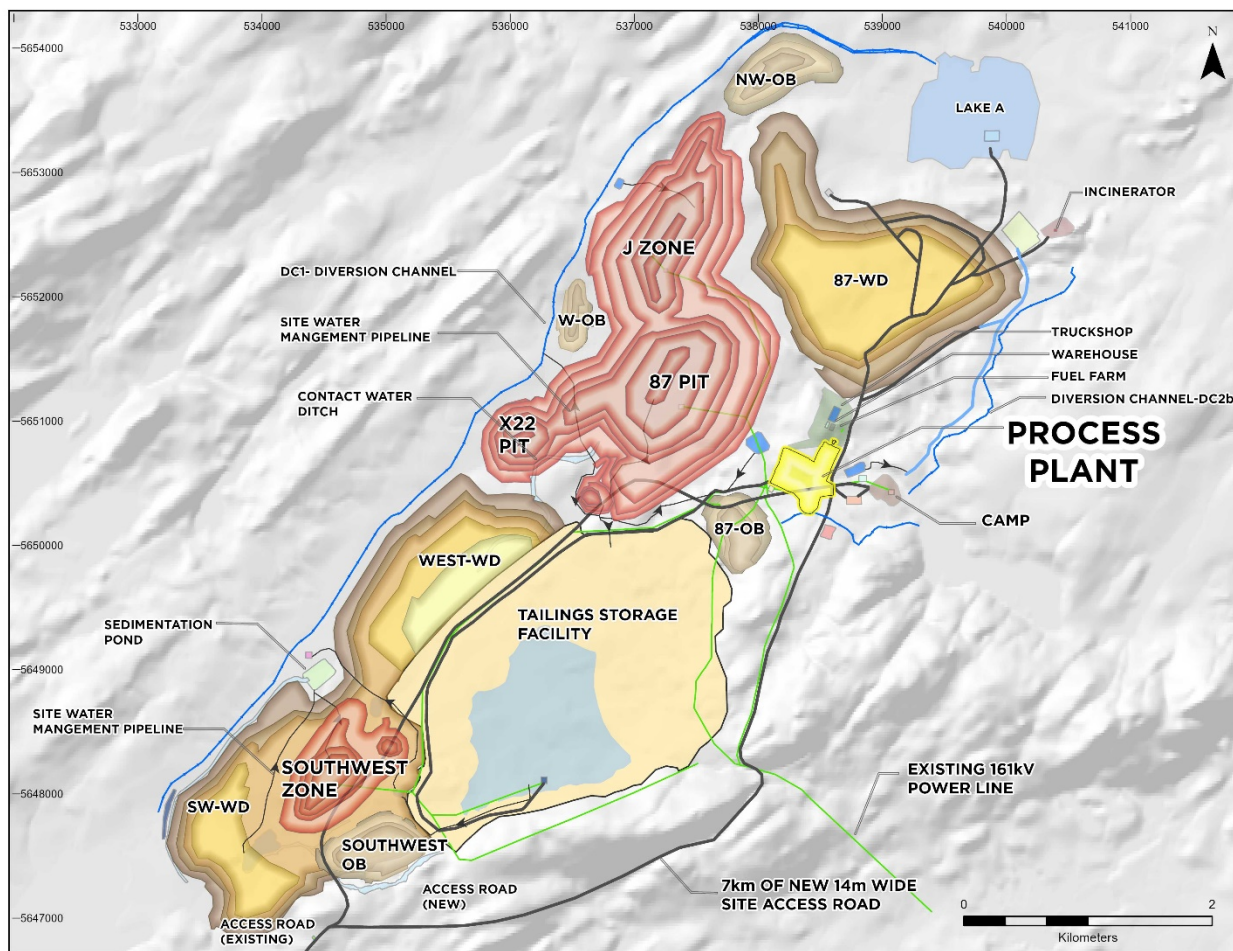 533000
534000
535000
536000
537000
538000
539000
540000
541000
N
5654000
5653000
5652000
5651000
5650000
5649000
5648000
5647000
NW-OB
LAKE A
INCINERATOR
J ZONE
DC1- DIVERSION CHANNEL
87-WD
W-OB
SITE WATER
MANGEMENT PIPELINE
TRUCKSHOP
WAREHOUSE
FUEL FARM
DIVERSION CHANNEL-DC2b
87 PIT
CONTACT WATER
DITCH
X22
PIT
PROCESS
PLANT
CAMP
87-OB
WEST-WD
TAILINGS STORAGE
FACILITY
SEDIMENTATION
POND
SITE WATER
MANGEMENT PIPELINE
SOUTHWEST
ZONE
SW-WD
EXISTING 161kV
POWER LINE
SOUTHWEST
OB
ACCESS ROAD
(NEW)
7km OF NEW 14m WIDE
SITE ACCESS ROAD
ACCESS ROAD
(EXISTING)
0
2
Kilometers